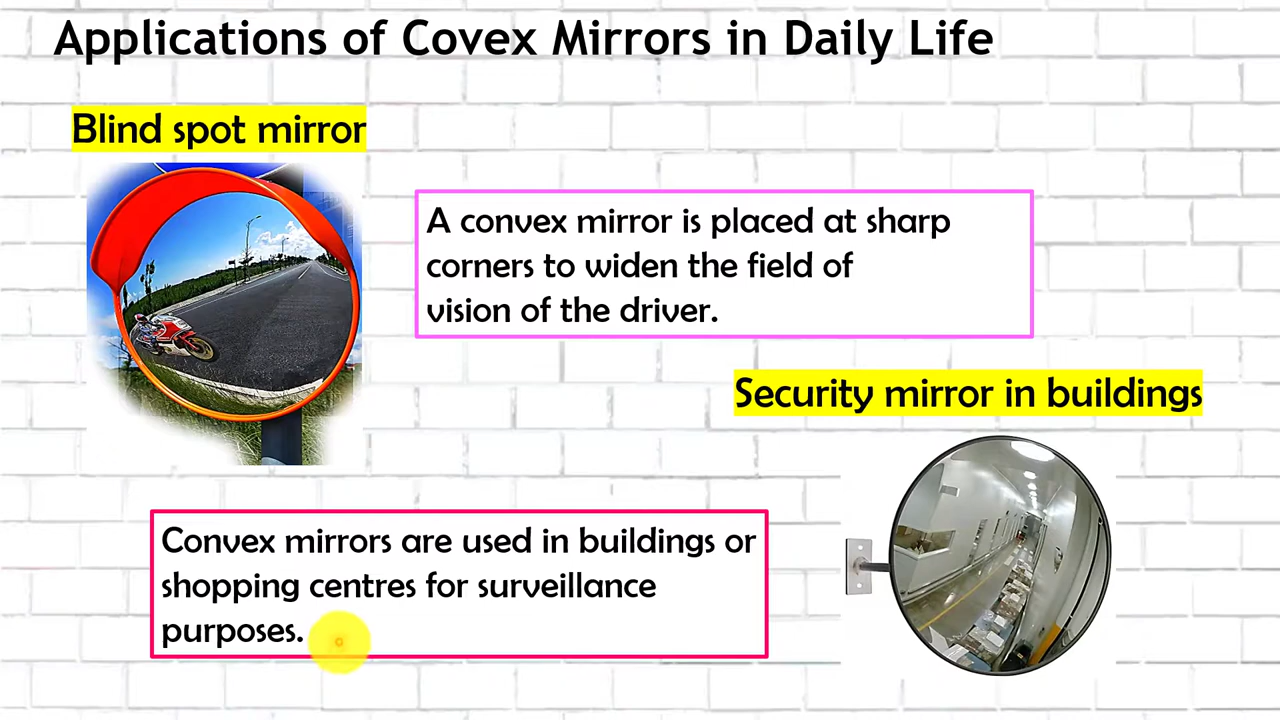 Applications of Covex Mirrors in Daily Life
Blind spot mirror
A convex mirror is placed at sharp
corners to widen the field of
vision of the driver.
Security mirror in buildings
Convex mirrors are used in buildings or
shopping centres for surveillance
purposes.